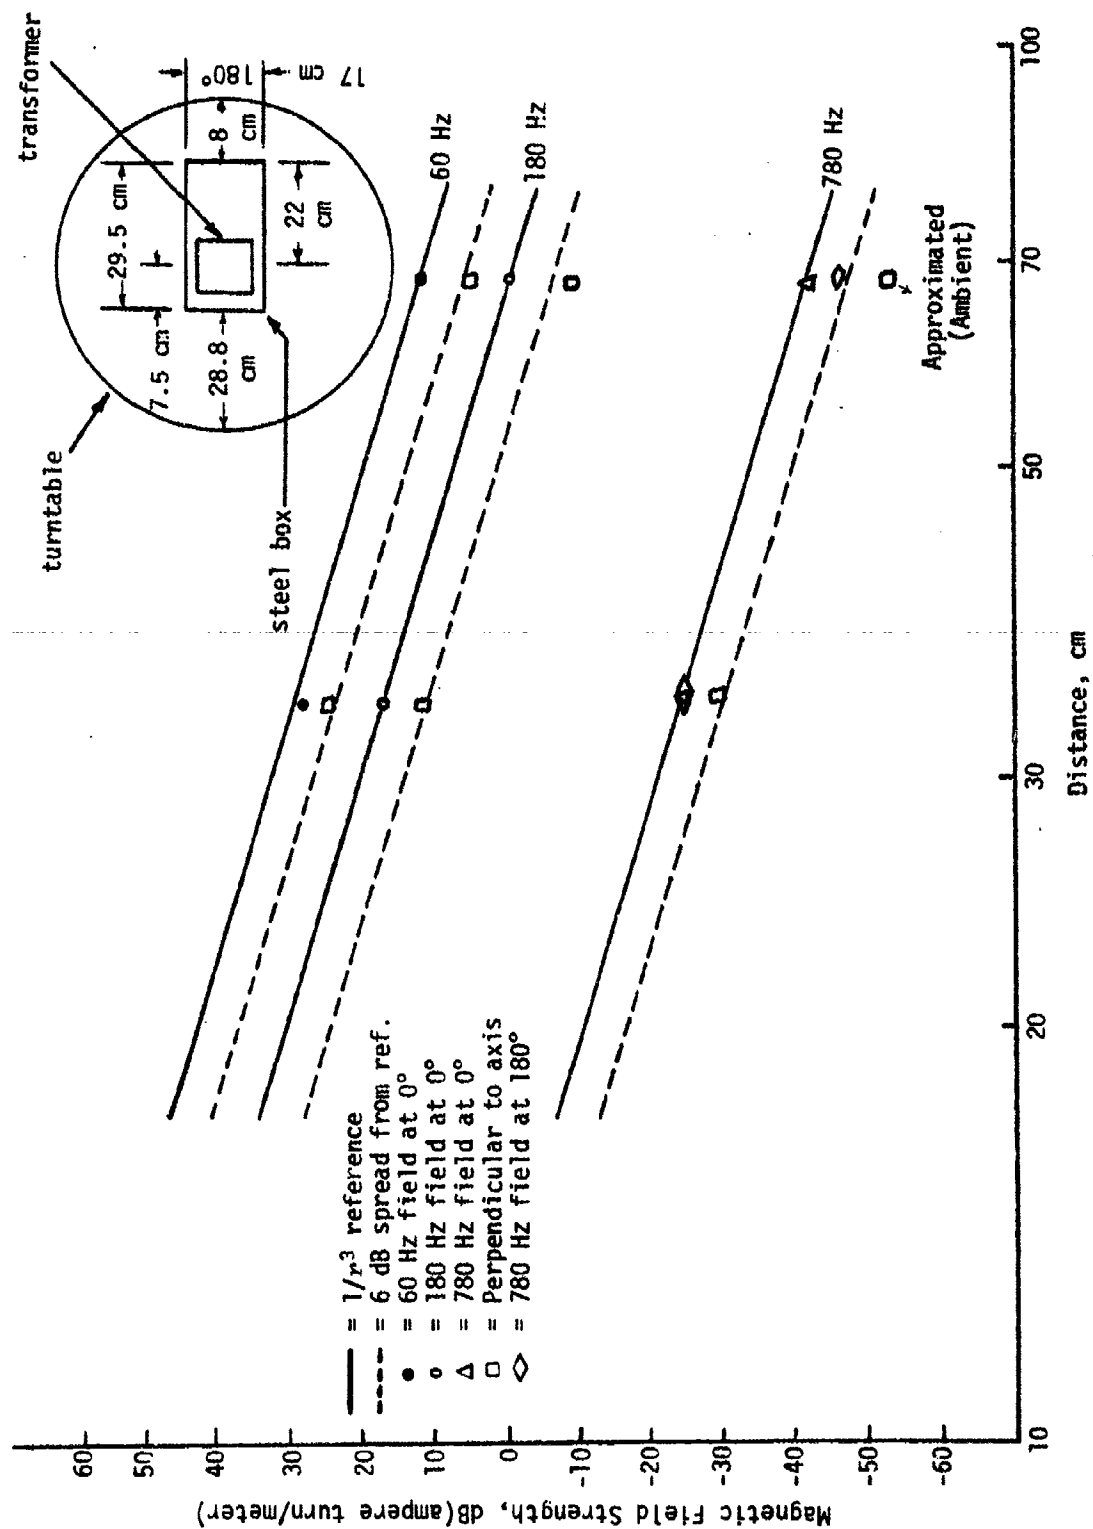 transformer
turntable
steel box
29.5 cm
7.5 cm
28.8
cm
8
cm
22
cm
180°
17
cm
60 Hz
180 Hz
780 Hz
Approximated
(Ambient)
= 1/r³ reference
= 6 dB spread from ref.
= 60 Hz field at 0°
= 180 Hz field at 0°
= 780 Hz field at 0°
= Perpendicular to axis
= 780 Hz field at 180°
Magnetic Field Strength, dB(ampere turn/meter)
60
50
40
30
20
10
0
-10
-20
-30
-40
-50
-60
10
20
30
50
70
100
Distance, cm